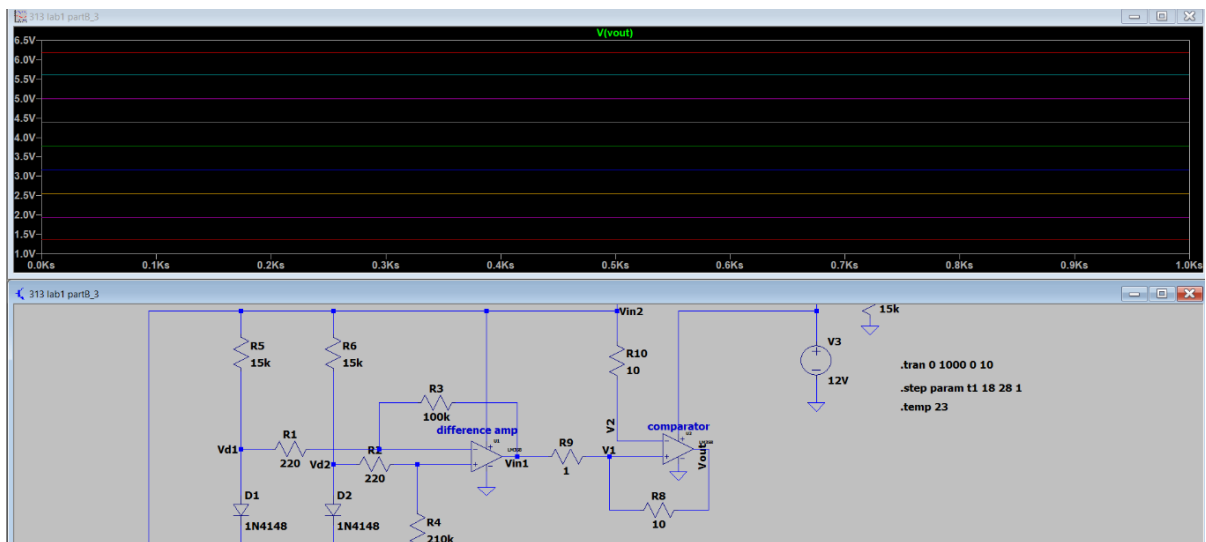 313 lab1 partB_3
V(vout)
6.5V
6.0V
5.5V
5.0V
4.5V
4.0V
3.5V
3.0V
2.5V
2.0V
1.5V
1.0V
0.0Ks 0.1Ks 0.2Ks 0.3Ks 0.4Ks 0.5Ks 0.6Ks 0.7Ks 0.8Ks 0.9Ks 1.0Ks
313 lab1 partB_3
Vin2
15k
R5
15k
R6
15k
R10
10
V3
12V
.tran 0 1000 0 10
.step param t1 18 28 1
.temp 23
R3
100k
difference amp
U1
V2
comparator
Vd1
R1
220
Vd2
R2
220
Vin1
R9
1
V1
Vout
D1
1N4148
D2
1N4148
R4
210k
R8
10